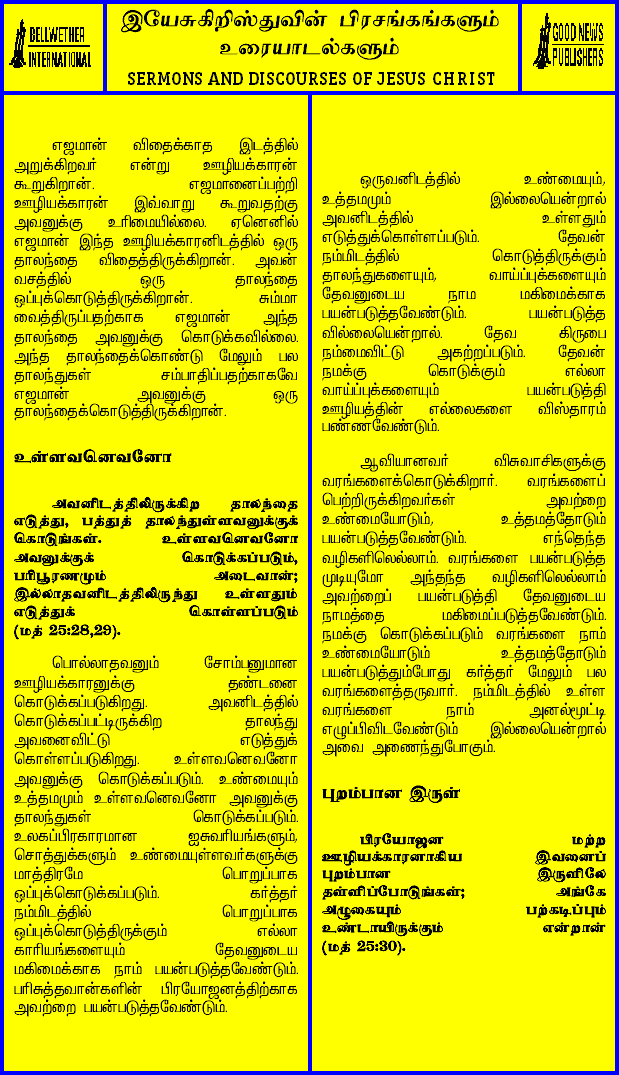 BELLWETHER
INTERNATIONAL
இயேசுகிறிஸ்துவின் பிரசங்கங்களும்
உரையாடல்களும்
SERMONS AND DISCOURSES OF JESUS CHRIST
GOOD NEWS
PUBLISHERS
எஜமான் விதைக்காத இடத்தில்
அறுக்கிறவர் என்று ஊழியக்காரன்
கூறுகிறான். எஜமானைப்பற்றி
ஊழியக்காரன் இவ்வாறு கூறுவதற்கு
அவனுக்கு உரிமையில்லை. ஏனெனில்
எஜமான் இந்த ஊழியக்காரனிடத்தில் ஒரு
தாலந்தை விதைத்திருக்கிறான். அவன்
வசத்தில் ஒரு தாலந்தை
ஒப்புக்கொடுத்திருக்கிறான். சும்மா
வைத்திருப்பதற்காக எஜமான் அந்த
தாலந்தை அவனுக்கு கொடுக்கவில்லை.
அந்த தாலந்தைக்கொண்டு மேலும் பல
தாலந்துகள் சம்பாதிப்பதற்காகவே
எஜமான் அவனுக்கு ஒரு
தாலந்தைக்கொடுத்திருக்கிறான்.
உள்ளவனெவனோ
அவனிடத்திலிருக்கிற தாலந்தை
எடுத்து, பத்துத் தாலந்துள்ளவனுக்குக்
கொடுங்கள். உள்ளவனெவனோ
அவனுக்குக் கொடுக்கப்படும்,
பரிபூரணமும் அடைவான்;
இல்லாதவனிடத்திலிருந்து உள்ளதும்
எடுத்துக் கொள்ளப்படும்
(மத் 25:28,29).
பொல்லாதவனும் சோம்பனுமான
ஊழியக்காரனுக்கு தண்டனை
கொடுக்கப்படுகிறது. அவனிடத்தில்
கொடுக்கப்பட்டிருக்கிற தாலந்து
அவனைவிட்டு எடுத்துக்
கொள்ளப்படுகிறது. உள்ளவனெவனோ
அவனுக்கு கொடுக்கப்படும். உண்மையும்
உத்தமமும் உள்ளவனெவனோ அவனுக்கு
தாலந்துகள் கொடுக்கப்படும்.
உலகப்பிரகாரமான ஐசுவரியங்களும்,
சொத்துக்களும் உண்மையுள்ளவர்களுக்கு
மாத்திரமே பொறுப்பாக
ஒப்புக்கொடுக்கப்படும். கர்த்தர்
நம்மிடத்தில் பொறுப்பாக
ஒப்புக்கொடுத்திருக்கும் எல்லா
காரியங்களையும் தேவனுடைய
மகிமைக்காக நாம் பயன்படுத்தவேண்டும்.
பரிசுத்தவான்களின் பிரயோஜனத்திற்காக
அவற்றை பயன்படுத்தவேண்டும்.
ஒருவனிடத்தில் உண்மையும்,
உத்தமமும் இல்லையென்றால்
அவனிடத்தில் உள்ளதும்
எடுத்துக்கொள்ளப்படும். தேவன்
நம்மிடத்தில் கொடுத்திருக்கும்
தாலந்துகளையும், வாய்ப்புக்களையும்
தேவனுடைய நாம மகிமைக்காக
பயன்படுத்தவேண்டும். பயன்படுத்த
வில்லையென்றால். தேவ கிருபை
நம்மைவிட்டு அகற்றப்படும். தேவன்
நமக்கு கொடுக்கும் எல்லா
வாய்ப்புக்களையும் பயன்படுத்தி
ஊழியத்தின் எல்லைகளை விஸ்தாரம்
பண்ணவேண்டும்.
ஆவியானவர் விசுவாசிகளுக்கு
வரங்களைக்கொடுக்கிறார். வரங்களைப்
பெற்றிருக்கிறவர்கள் அவற்றை
உண்மையோடும், உத்தமத்தோடும்
பயன்படுத்தவேண்டும். எந்தெந்த
வழிகளிலெல்லாம். வரங்களை பயன்படுத்த
முடியுமோ அந்தந்த வழிகளிலெல்லாம்
அவற்றைப் பயன்படுத்தி தேவனுடைய
நாமத்தை மகிமைப்படுத்தவேண்டும்.
நமக்கு கொடுக்கப்படும் வரங்களை நாம்
உண்மையோடும் உத்தமத்தோடும்
பயன்படுத்தும்போது கர்த்தர் மேலும் பல
வரங்களைத்தருவார். நம்மிடத்தில் உள்ள
வரங்களை நாம் அனல்மூட்டி
எழுப்பிவிடவேண்டும் இல்லையென்றால்
அவை அணைந்துபோகும்.
புறம்பான இருள்
பிரயோஜன மற்ற
ஊழியக்காரனாகிய இவனைப்
புறம்பான இருளிலே
தள்ளிப்போடுங்கள்; அங்கே
அழுகையும் பற்கடிப்பும்
உண்டாயிருக்கும் என்றான்
(மத் 25:30).